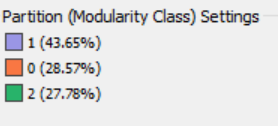 Partition (Modularity Class) Settings
1 (43.65%)
0 (28.57%)
2 (27.78%)